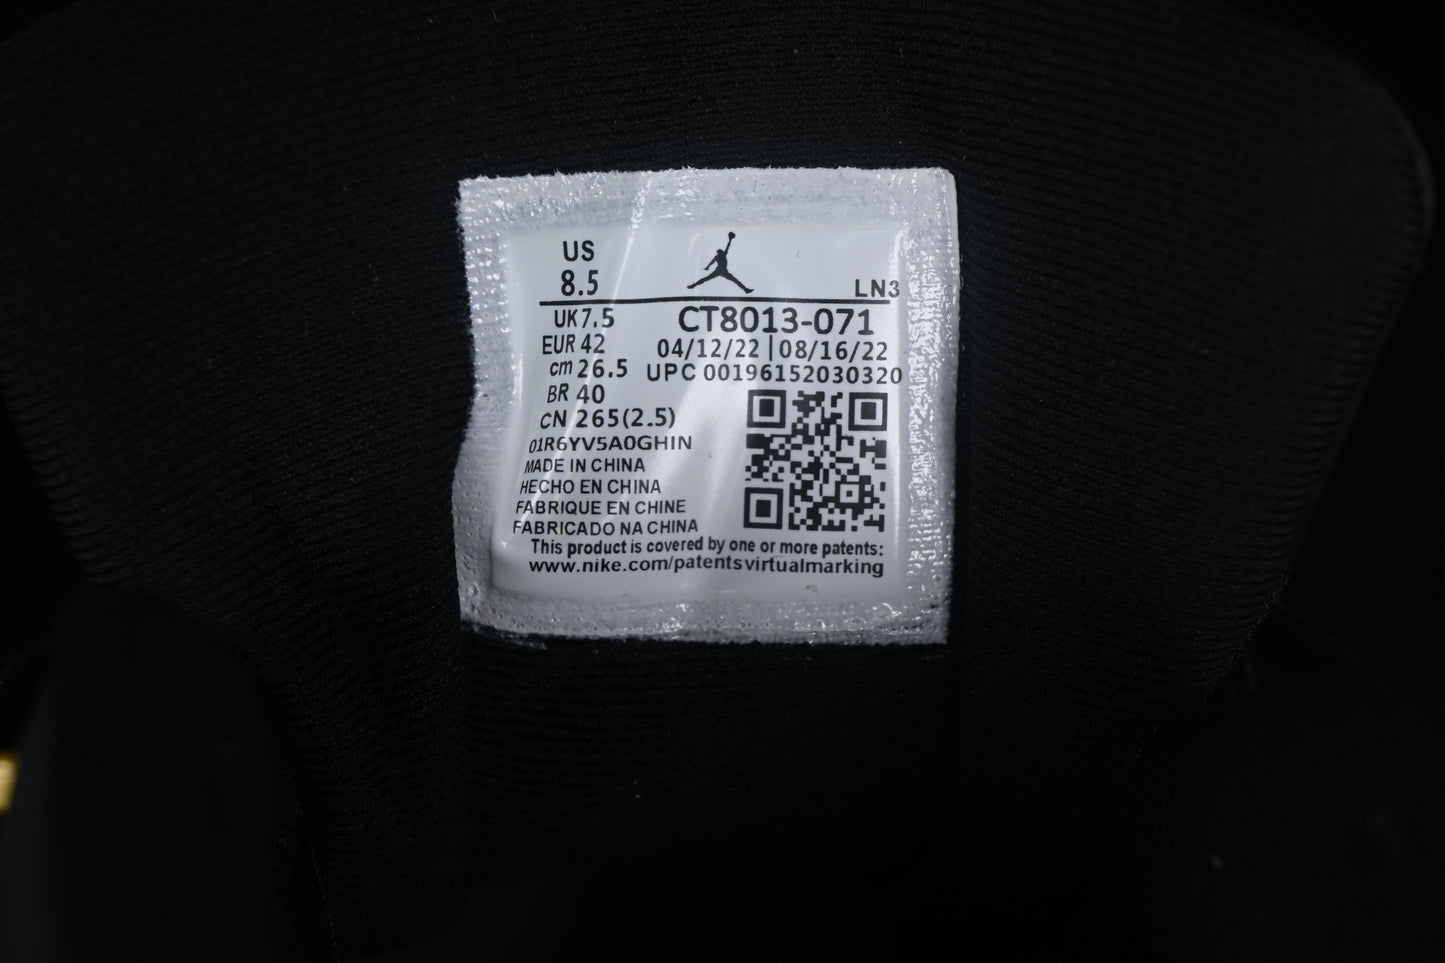 US
8.5
LN3
UK 7.5
CT8013-071
EUR 42
04/12/22 | 08/16/22
cm 26.5
UPC 00196152030320
BR 40
CN 265(2.5)
01R6YV5A0GHIN
MADE IN CHINA
HECHO EN CHINA
FABRIQUE EN CHINE
FABRICADO NA CHINA
This product is covered by one or more patents:
www.nike.com/patentsvirtualmarking